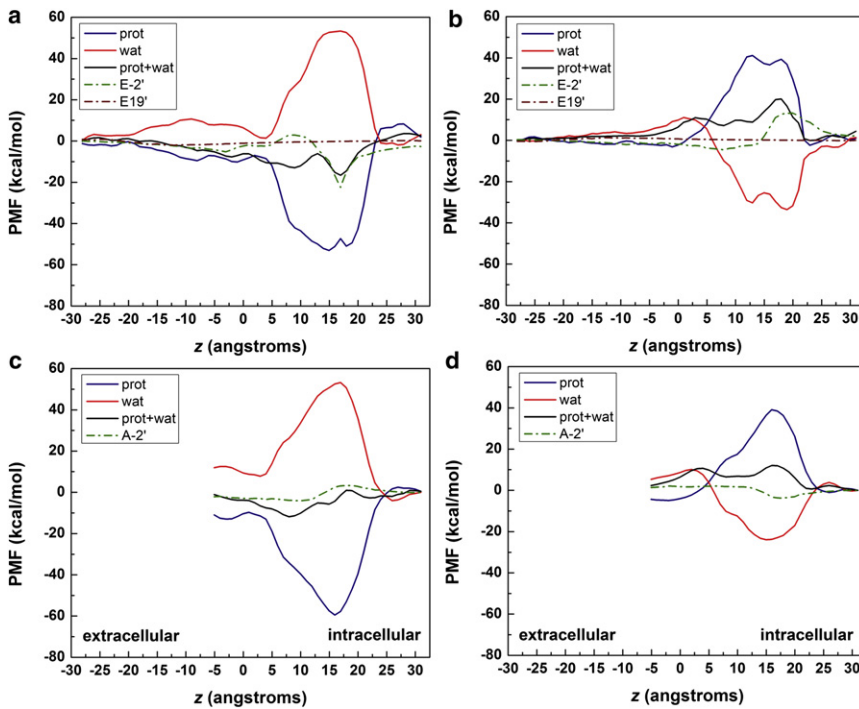 a
prot
wat
prot+wat
E-2'
E19'
PMF (kcal/mol)
60
40
20
0
-20
-40
-60
-80
-30 -25 -20 -15 -10 -5 0 5 10 15 20 25 30
z (angstroms)
b
prot
wat
prot+wat
E-2'
E19'
PMF (kcal/mol)
60
40
20
0
-20
-40
-60
-80
-30 -25 -20 -15 -10 -5 0 5 10 15 20 25 30
z (angstroms)
c
prot
wat
prot+wat
A-2'
PMF (kcal/mol)
60
40
20
0
-20
-40
-60
-80
extracellular intracellular
-30 -25 -20 -15 -10 -5 0 5 10 15 20 25 30
z (angstroms)
d
prot
wat
prot+wat
A-2'
PMF (kcal/mol)
60
40
20
0
-20
-40
-60
-80
extracellular intracellular
-30 -25 -20 -15 -10 -5 0 5 10 15 20 25 30
z (angstroms)